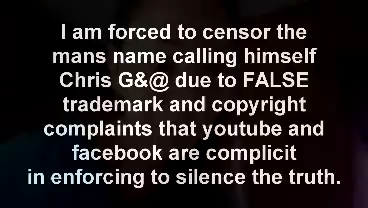 I am forced to censor the
mans name calling himself
Chris G&@ due to FALSE
trademark and copyright
complaints that youtube and
facebook are complicit
in enforcing to silence the truth.